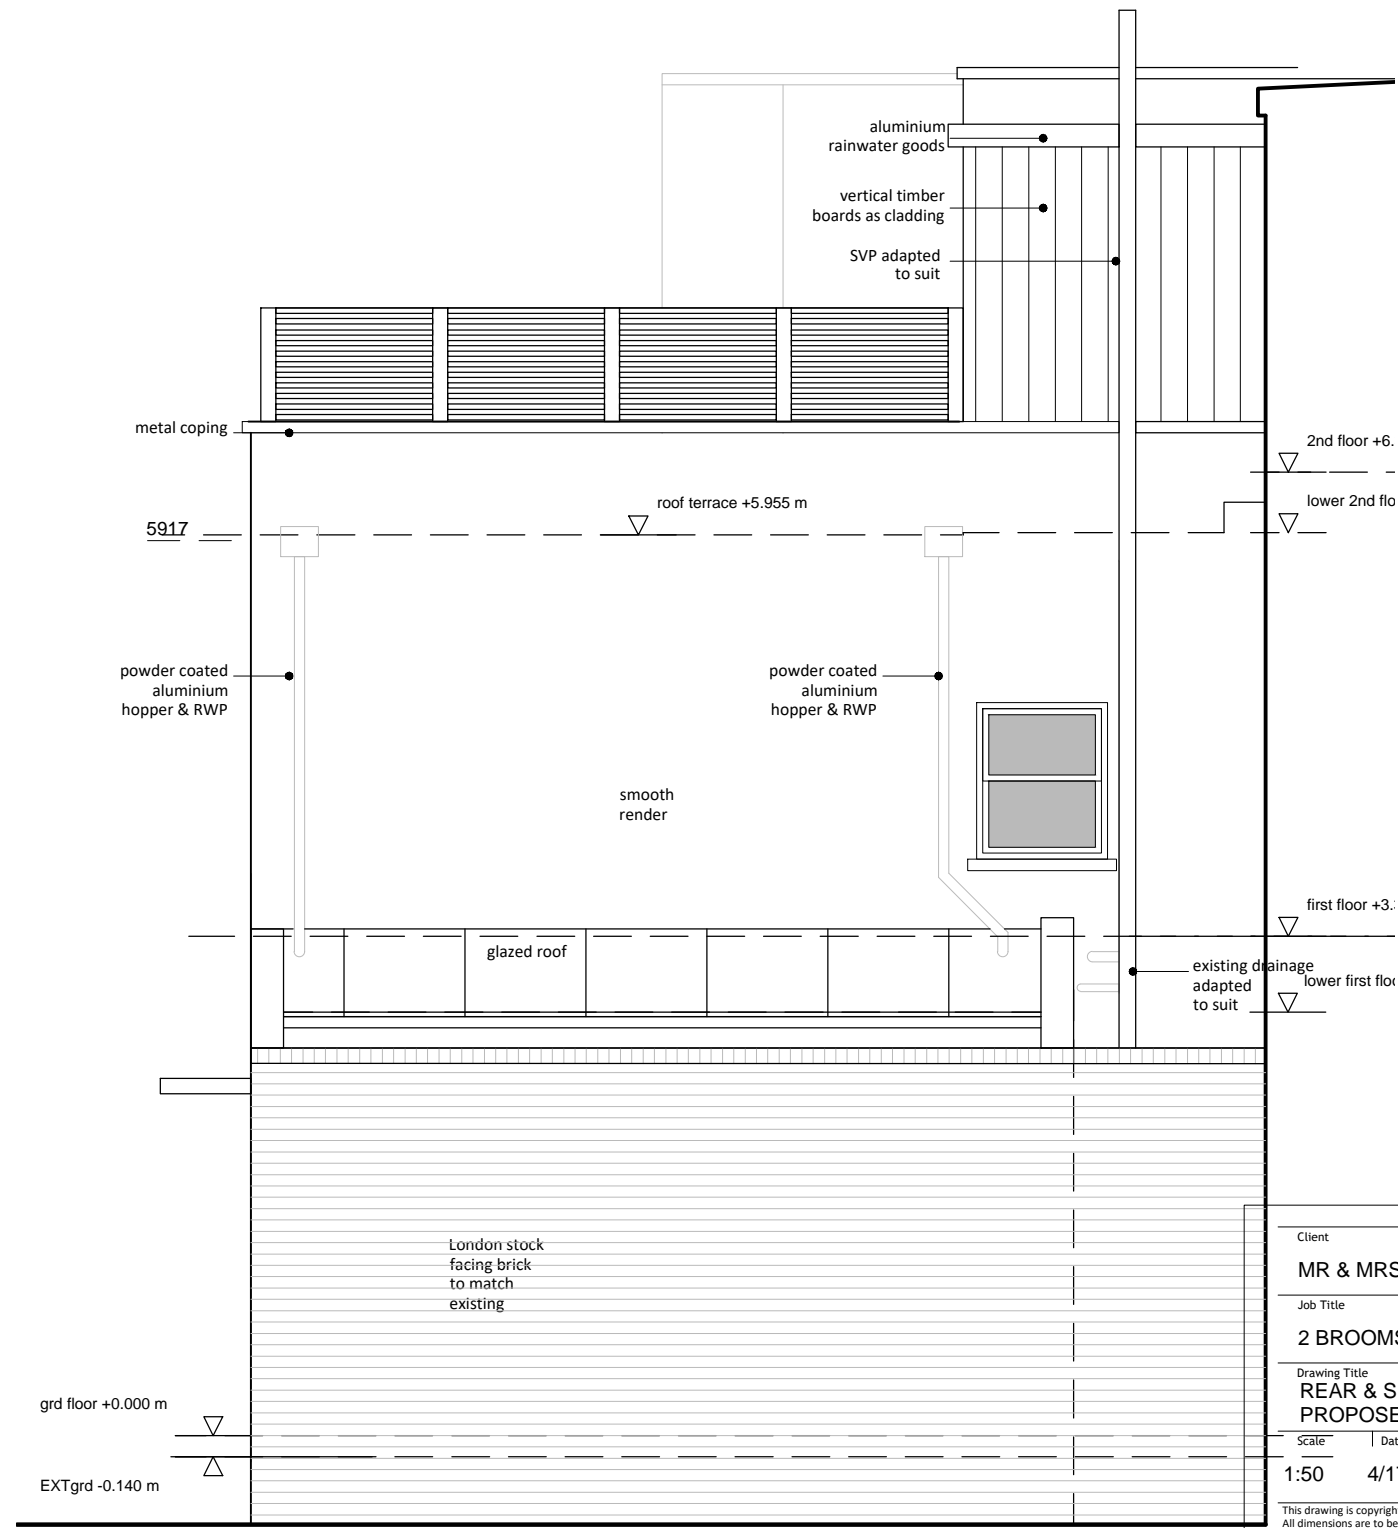 aluminium
rainwater goods
vertical timber
boards as cladding
SVP adapted
to suit
metal coping
2nd floor +6.
roof terrace +5.955 m
lower 2nd flo
5917
powder coated
aluminium
hopper & RWP
powder coated
aluminium
hopper & RWP
smooth
render
first floor +3.
glazed roof
existing drainage
adapted
to suit
lower first floo
London stock
facing brick
to match
existing
grd floor +0.000 m
EXTgrd -0.140 m
Client
MR & MRS
Job Title
2 BROOMS
Drawing Title
REAR & S
PROPOSE
Scale Dat
1:50 4/1
This drawing is copyright
All dimensions are to be